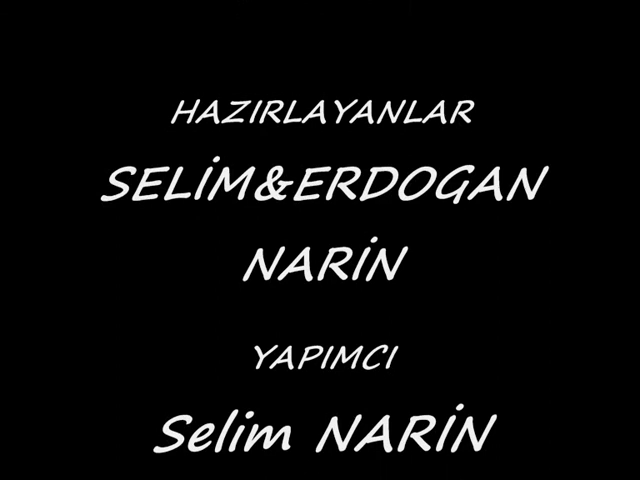 HAZIRLAYANLAR
SELİM&ERDOGAN
NARİN
YAPIMCI
Selim NARİN